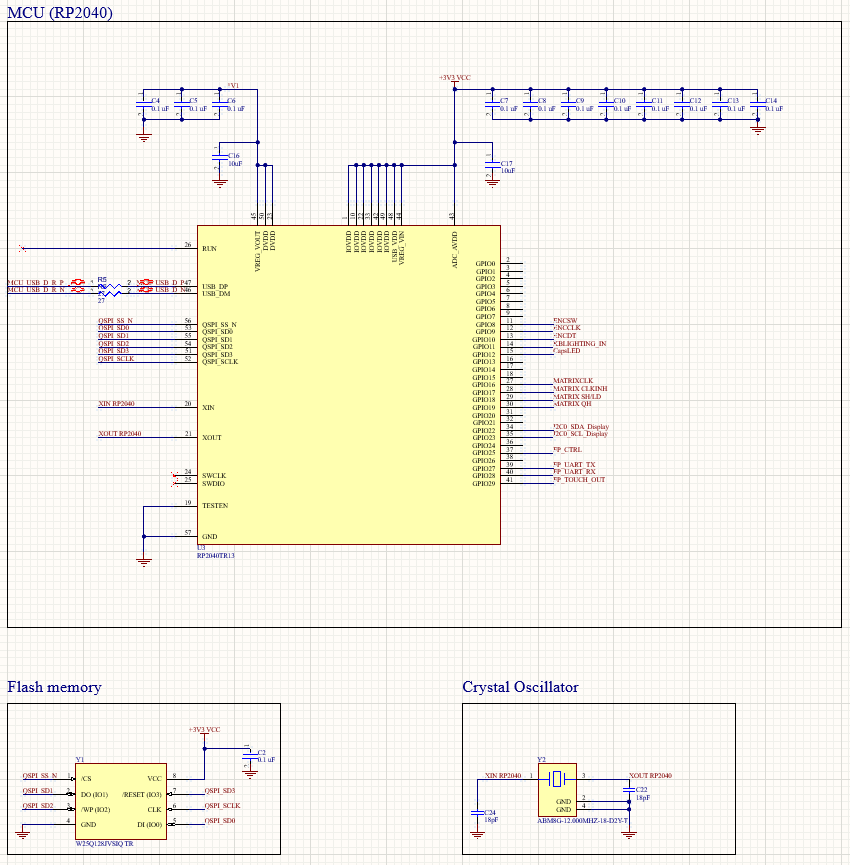 MCU (RP2040)
+3V3 VCC
C4
0.1 uF
C5
0.1 uF
C6
0.1 uF
C7
0.1 uF
C8
0.1 uF
C9
0.1 uF
C10
0.1 uF
C11
0.1 uF
C12
0.1 uF
C13
0.1 uF
C14
0.1 uF
C16
10uF
C17
10uF
45 50 23
1 10 22 33 42 49 48 44
43
VREG_VOUT
DVDD
DVDD
IOVDD
IOVDD
IOVDD
IOVDD
IOVDD
IOVDD
USB_VDD
VREG_VIN
ADC_AVDD
26 RUN
MCU_USB_D_R_P R5 USB_D_P 47 USB_DP
MCU_USB_D_R_N USB_D_N 46 USB_DM
27
QSPI_SS_N 56 QSPI_SS_N
QSPI_SD0 53 QSPI_SD0
QSPI_SD1 55 QSPI_SD1
QSPI_SD2 54 QSPI_SD2
QSPI_SD3 51 QSPI_SD3
QSPI_SCLK 52 QSPI_SCLK
XIN RP2040 20 XIN
XOUT RP2040 21 XOUT
24 SWCLK
25 SWDIO
19 TESTEN
57 GND
GPIO0 2
GPIO1 3
GPIO2 4
GPIO3 5
GPIO4 6
GPIO5 7
GPIO6 8
GPIO7 9
GPIO8 11 ENCSW
GPIO9 12 ENCCLK
GPIO10 13 ENCDT
GPIO11 14 KBLIGHTING_IN
GPIO12 15 CapsLED
GPIO13 16
GPIO14 17
GPIO15 18
GPIO16 27 MATRIXCLK
GPIO17 28 MATRIX CLKINH
GPIO18 29 MATRIX SH/LD
GPIO19 30 MATRIX QH
GPIO20 31
GPIO21 32
GPIO22 34 I2C0_SDA_Display
GPIO23 35 I2C0_SCL_Display
GPIO24 36
GPIO25 37 FP_CTRL
GPIO26 38
GPIO27 39 FP_UART_TX
GPIO28 40 FP_UART_RX
GPIO29 41 FP_TOUCH_OUT
U3
RP2040TR13
Flash memory
+3V3 VCC
C2
0.1 uF
Y1
QSPI_SS_N 1 /CS VCC 8
QSPI_SD1 2 DO (IO1) /RESET (IO3) 7 QSPI_SD3
QSPI_SD2 3 /WP (IO2) CLK 6 QSPI_SCLK
4 GND DI (IO0) 5 QSPI_SD0
W25Q128JVSIQ TR
Crystal Oscillator
Y2
XIN RP2040 1 3 XOUT RP2040
C22
18pF
GND 2
GND 4
C24
18pF
ABM8G-12.000MHZ-18-D2Y-T